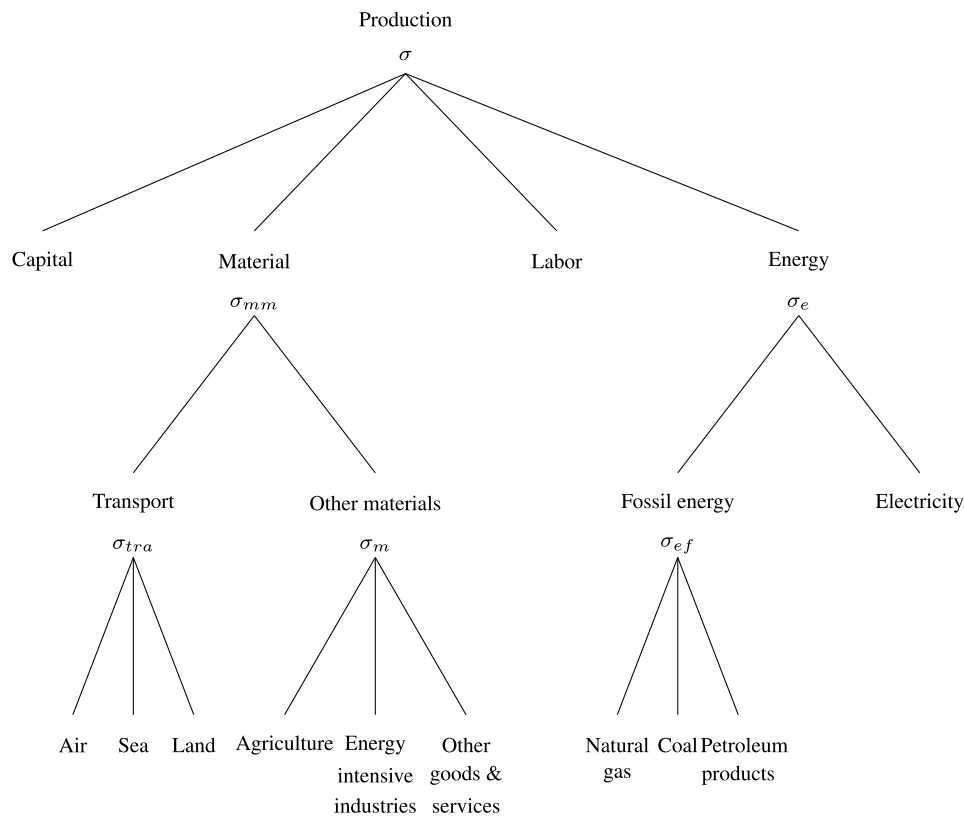 Production
σ
Capital
Material
Labor
Energy
σ_mm
σ_e
Transport
Other materials
Fossil energy
Electricity
σ_tra
σ_m
σ_ef
Air
Sea
Land
Agriculture
Energy
intensive
industries
Other
goods &
services
Natural
gas
Coal
Petroleum
products